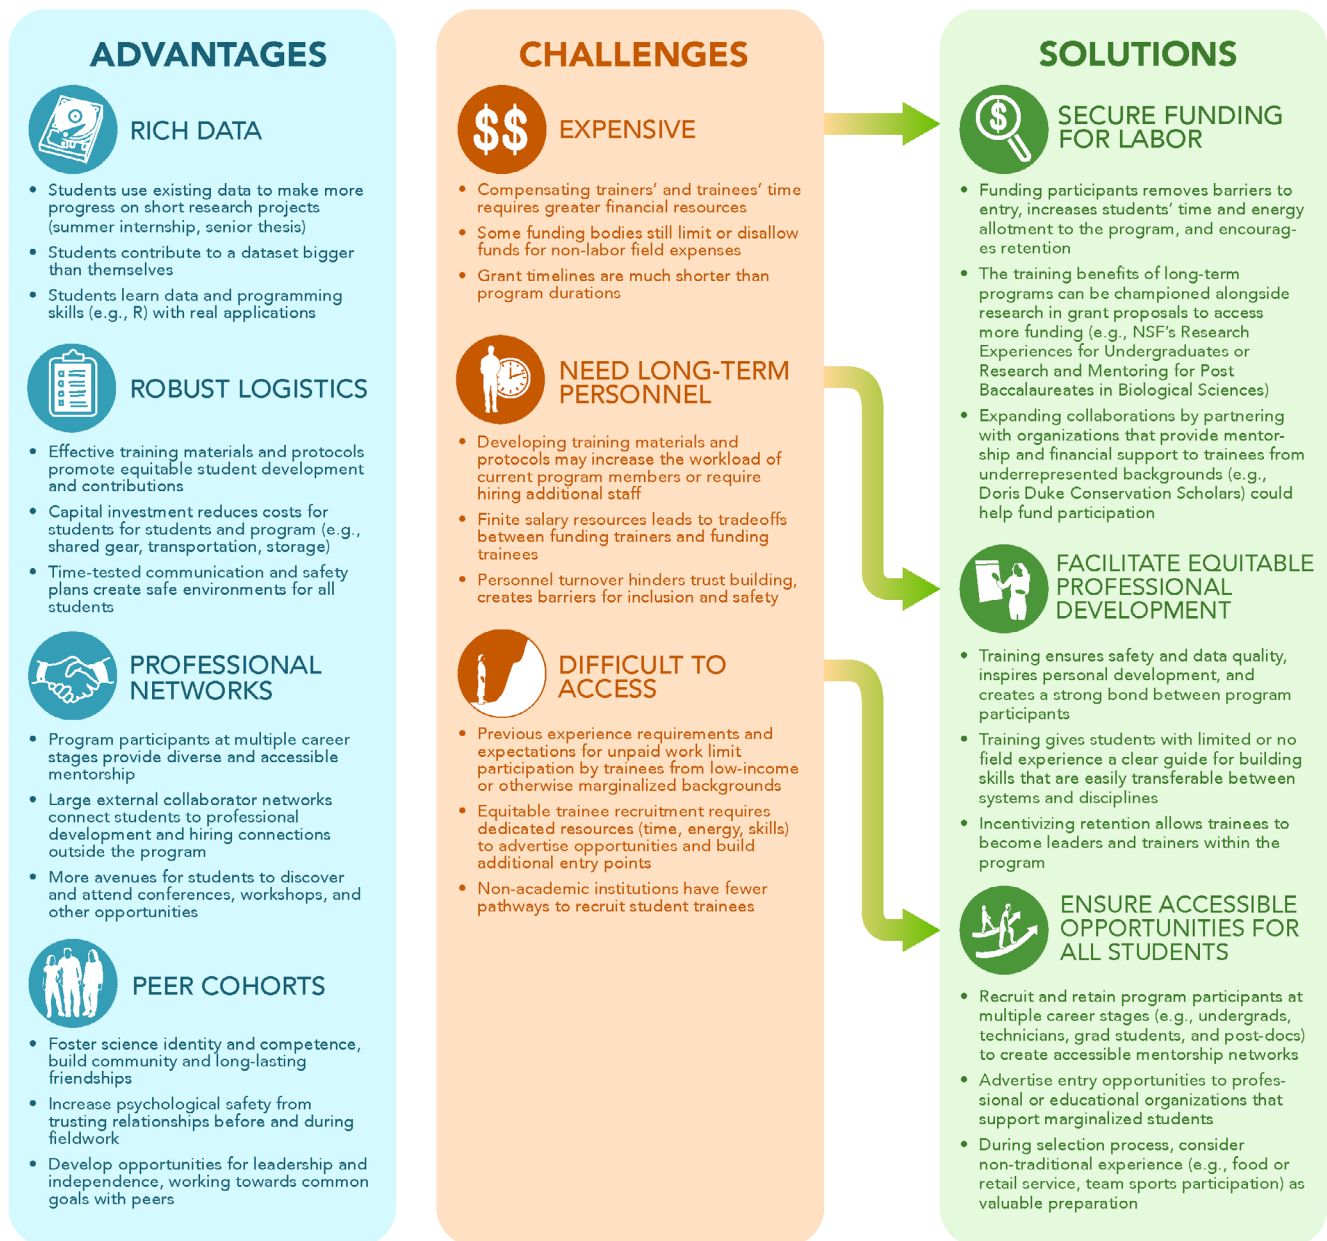 ADVANTAGES
RICH DATA
• Students use existing data to make more
progress on short research projects
(summer internship, senior thesis)
• Students contribute to a dataset bigger
than themselves
• Students learn data and programming
skills (e.g., R) with real applications
ROBUST LOGISTICS
• Effective training materials and protocols
promote equitable student development
and contributions
• Capital investment reduces costs for
students for students and program (e.g.,
shared gear, transportation, storage)
• Time-tested communication and safety
plans create safe environments for all
students
PROFESSIONAL
NETWORKS
• Program participants at multiple career
stages provide diverse and accessible
mentorship
• Large external collaborator networks
connect students to professional
development and hiring connections
outside the program
• More avenues for students to discover
and attend conferences, workshops, and
other opportunities
PEER COHORTS
• Foster science identity and competence,
build community and long-lasting
friendships
• Increase psychological safety from
trusting relationships before and during
fieldwork
• Develop opportunities for leadership and
independence, working towards common
goals with peers
CHALLENGES
$$
EXPENSIVE
• Compensating trainers’ and trainees’ time
requires greater financial resources
• Some funding bodies still limit or disallow
funds for non-labor field expenses
• Grant timelines are much shorter than
program durations
NEED LONG-TERM
PERSONNEL
• Developing training materials and
protocols may increase the workload of
current program members or require
hiring additional staff
• Finite salary resources leads to tradeoffs
between funding trainers and funding
trainees
• Personnel turnover hinders trust building,
creates barriers for inclusion and safety
DIFFICULT TO
ACCESS
• Previous experience requirements and
expectations for unpaid work limit
participation by trainees from low-income
or otherwise marginalized backgrounds
• Equitable trainee recruitment requires
dedicated resources (time, energy, skills)
to advertise opportunities and build
additional entry points
• Non-academic institutions have fewer
pathways to recruit student trainees
SOLUTIONS
$
SECURE FUNDING
FOR LABOR
• Funding participants removes barriers to
entry, increases students’ time and energy
allotment to the program, and encourag-
es retention
• The training benefits of long-term
programs can be championed alongside
research in grant proposals to access
more funding (e.g., NSF’s Research
Experiences for Undergraduates or
Research and Mentoring for Post
Baccalaureates in Biological Sciences)
• Expanding collaborations by partnering
with organizations that provide mentor-
ship and financial support to trainees from
underrepresented backgrounds (e.g.,
Doris Duke Conservation Scholars) could
help fund participation
FACILITATE EQUITABLE
PROFESSIONAL
DEVELOPMENT
• Training ensures safety and data quality,
inspires personal development, and
creates a strong bond between program
participants
• Training gives students with limited or no
field experience a clear guide for building
skills that are easily transferable between
systems and disciplines
• Incentivizing retention allows trainees to
become leaders and trainers within the
program
ENSURE ACCESSIBLE
OPPORTUNITIES FOR
ALL STUDENTS
• Recruit and retain program participants at
multiple career stages (e.g., undergrads,
technicians, grad students, and post-docs)
to create accessible mentorship networks
• Advertise entry opportunities to profes-
sional or educational organizations that
support marginalized students
• During selection process, consider
non-traditional experience (e.g., food or
retail service, team sports participation) as
valuable preparation